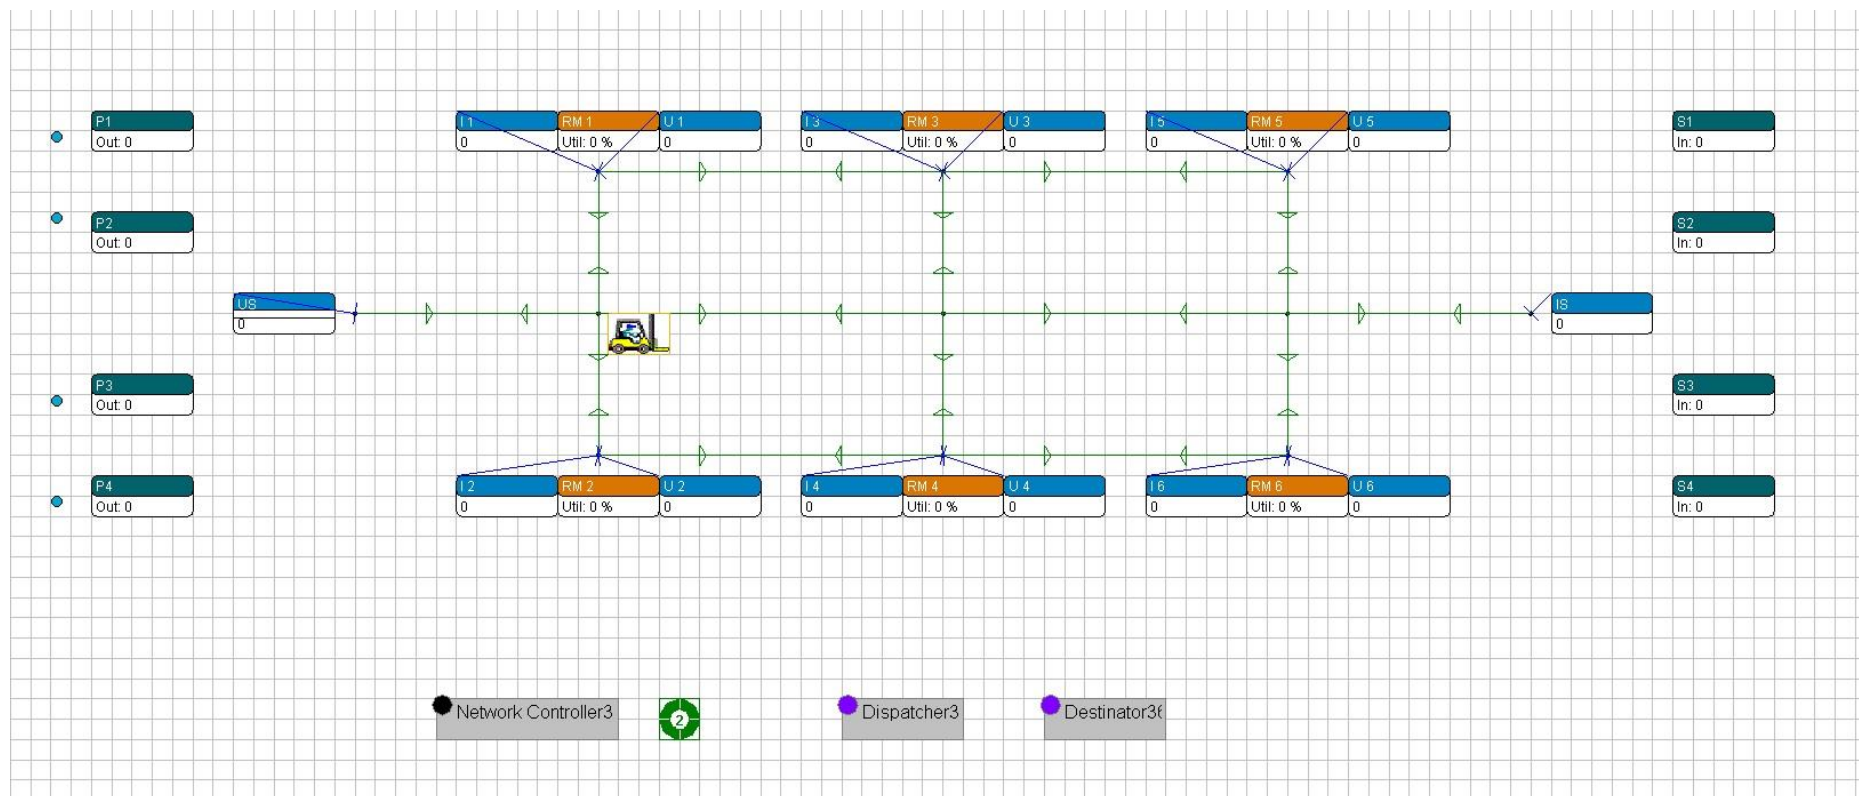 P1
Out: 0
I 1
0
RM 1
Util: 0 %
U 1
0
I 3
0
RM 3
Util: 0 %
U 3
0
I 5
0
RM 5
Util: 0 %
U 5
0
S1
In: 0
P2
Out: 0
S2
In: 0
US
0
IS
0
P3
Out: 0
S3
In: 0
P4
Out: 0
I 2
0
RM 2
Util: 0 %
U 2
0
I 4
0
RM 4
Util: 0 %
U 4
0
I 6
0
RM 6
Util: 0 %
U 6
0
S4
In: 0
Network Controller3
2
Dispatcher3
Destinator36